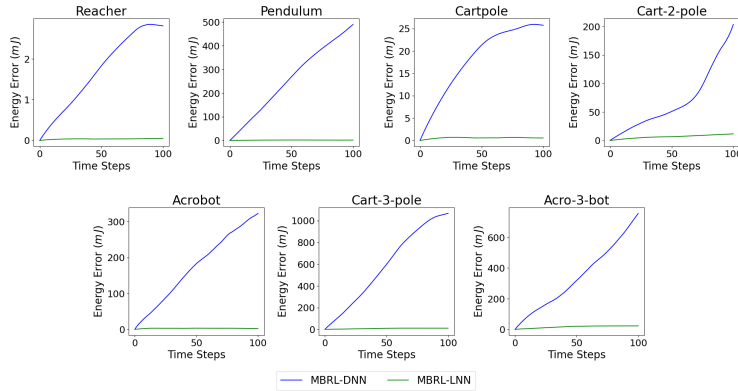 Reacher
Energy Error (mJ)
2
1
0
0
50
100
Time Steps
Pendulum
Energy Error (mJ)
500
400
300
200
100
0
0
50
100
Time Steps
Cartpole
Energy Error (mJ)
25
20
15
10
5
0
0
50
100
Time Steps
Cart-2-pole
Energy Error (mJ)
200
150
100
50
0
0
50
100
Time Steps
Acrobot
Energy Error (mJ)
300
200
100
0
0
50
100
Time Steps
Cart-3-pole
Energy Error (mJ)
1000
800
600
400
200
0
0
50
100
Time Steps
Acro-3-bot
Energy Error (mJ)
600
400
200
0
0
50
100
Time Steps
MBRL-DNN
MBRL-LNN